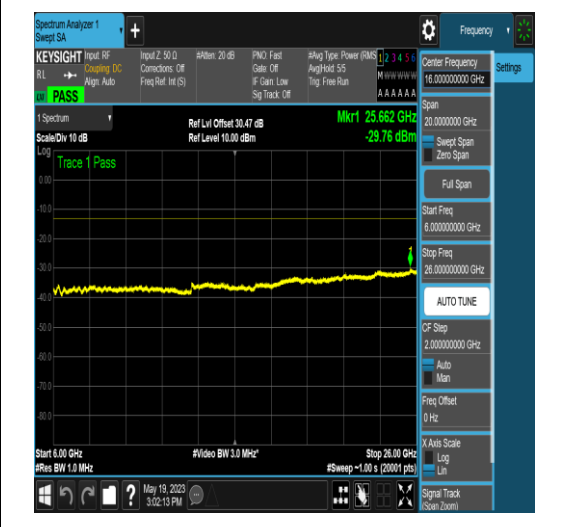 Spectrum Analyzer 1
Swept SA
+
Frequency
KEYSIGHT
RL
Input: RF
Coupling: DC
Align: Auto
Input Z: 50 Ω
Corrections: Off
Freq Ref: Int (S)
#Atten: 20 dB
PNO: Fast
Gate: Off
IF Gain: Low
Sig Track: Off
#Avg Type: Power (RMS
Avg|Hold: 5/5
Trig: Free Run
1 2 3 4 5 6
M w w w w w
A A A A A A
PASS
1 Spectrum
Scale/Div 10 dB
Ref Lvl Offset 30.47 dB
Ref Level 10.00 dBm
Mkr1 25.662 GHz
-29.76 dBm
Log
Trace 1 Pass
0.00
-10.0
-20.0
-30.0
-40.0
-50.0
-60.0
-70.0
-80.0
1
Start 6.00 GHz
#Res BW 1.0 MHz
#Video BW 3.0 MHz*
Stop 26.00 GHz
#Sweep ~1.00 s (20001 pts)
May 19, 2023
3:02:13 PM
?
Center Frequency
16.000000000 GHz
Span
20.0000000 GHz
Swept Span
Zero Span
Full Span
Start Freq
6.000000000 GHz
Stop Freq
26.000000000 GHz
AUTO TUNE
CF Step
2.000000000 GHz
Auto
Man
Freq Offset
0 Hz
X Axis Scale
Log
Lin
Signal Track
(Span Zoom)
Settings